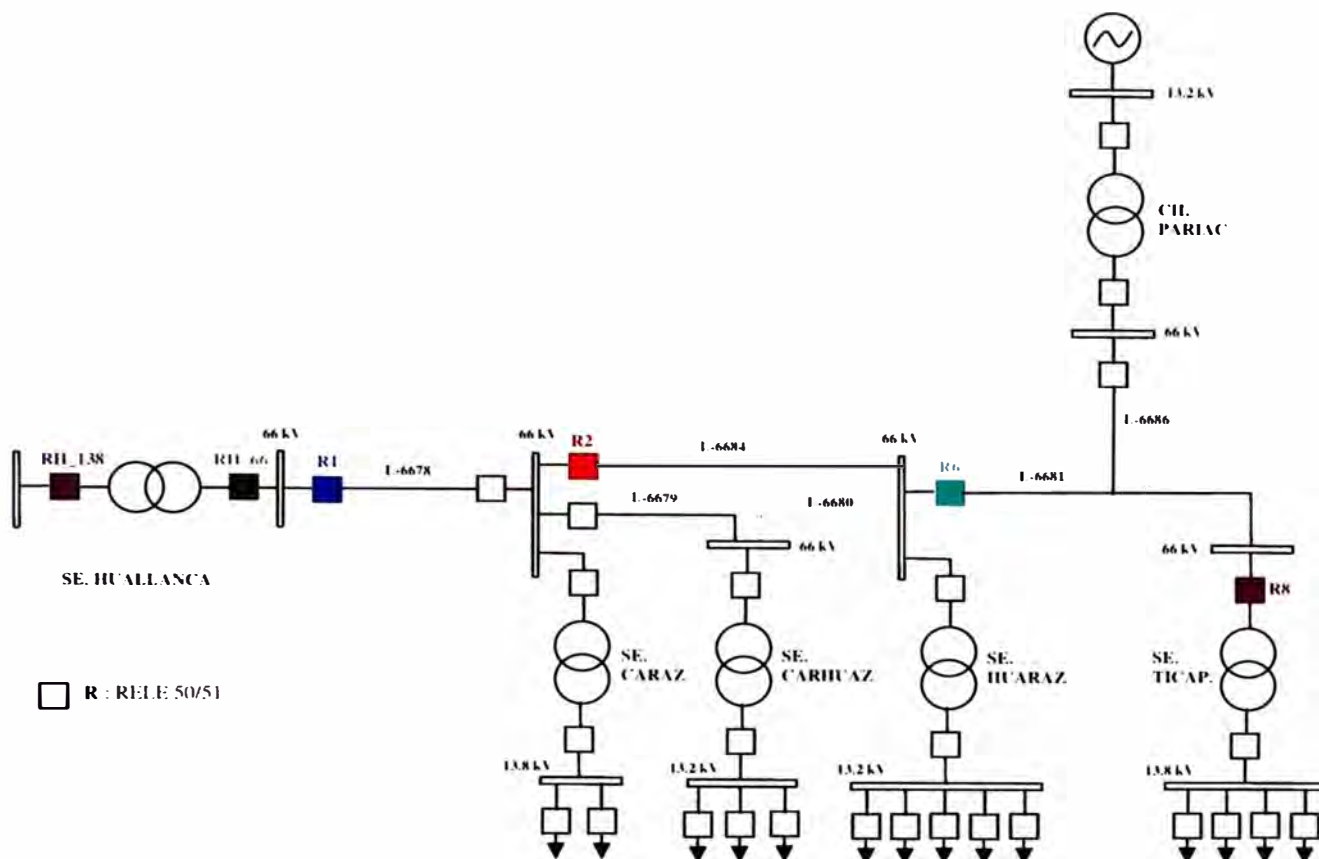 13.2 kV
CH.
PARIAC
66 kV
L-6686
RH_138
RH_66
66 kV
R1
L-6678
66 kV
R2
L-6684
66 kV
R6
L-6681
L-6679
L-6680
66 kV
66 kV
R8
SE. HUALLANCA
SE.
CARAZ
SE.
CARHUAZ
SE.
HUARAZ
SE.
TICAP.
R : RELE 50/51
13.8 kV
13.2 kV
13.2 kV
13.8 kV